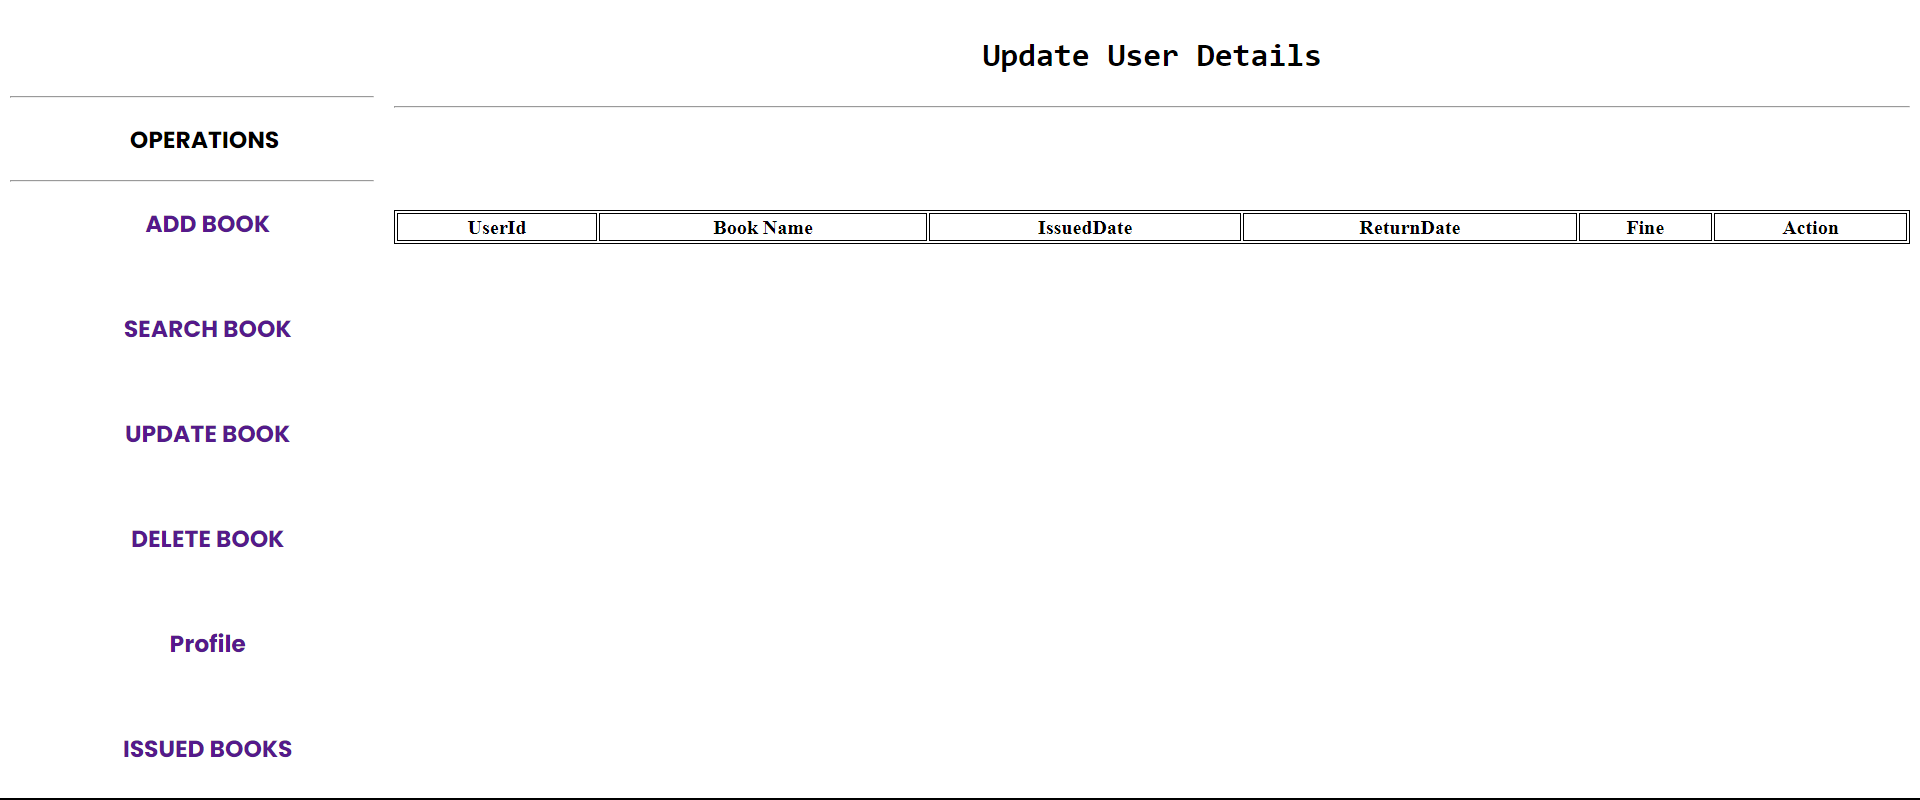 Update User Details
OPERATIONS
ADD BOOK
SEARCH BOOK
UPDATE BOOK
DELETE BOOK
Profile
ISSUED BOOKS
UserId Book Name IssuedDate ReturnDate Fine Action